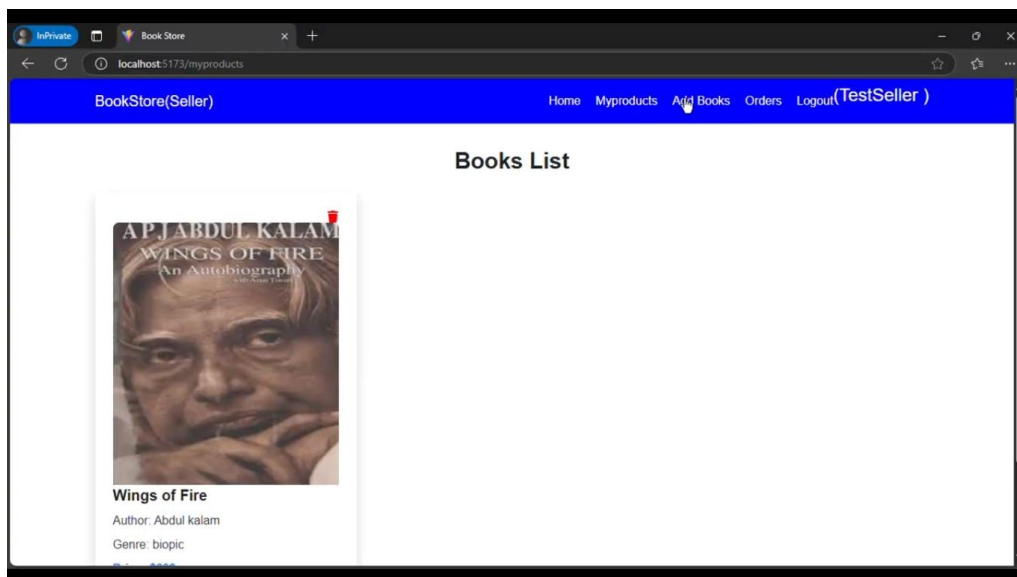 InPrivate
Book Store
localhost:5173/myproducts
BookStore(Seller)
Home Myproducts Add Books Orders Logout(TestSeller )
Books List
A P J ABDUL KALAM
WINGS OF FIRE
An Autobiography
Wings of Fire
Author: Abdul kalam
Genre: biopic